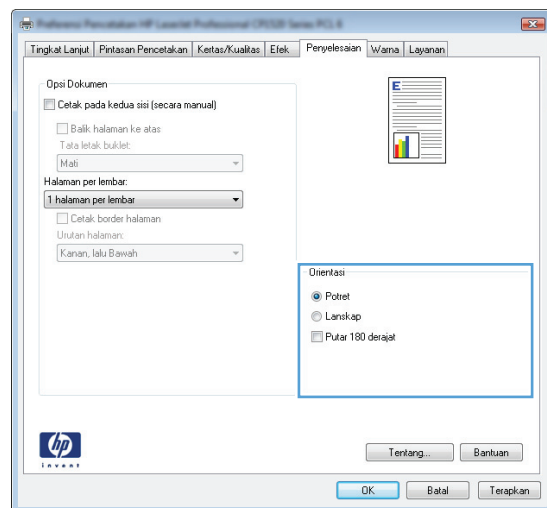 Tingkat Lanjut Pintasan Pencetakan Kertas/Kualitas Efek Penyelesaian Warna Layanan
Opsi Dokumen
Cetak pada kedua sisi (secara manual)
Balik halaman ke atas
Tata letak buklet:
Mati
Halaman per lembar:
1 halaman per lembar
Cetak border halaman
Urutan halaman:
Kanan, lalu Bawah
E
Orientasi
Potret
Lanskap
Putar 180 derajat
hp
invent
Tentang... Bantuan
OK Batal Terapkan